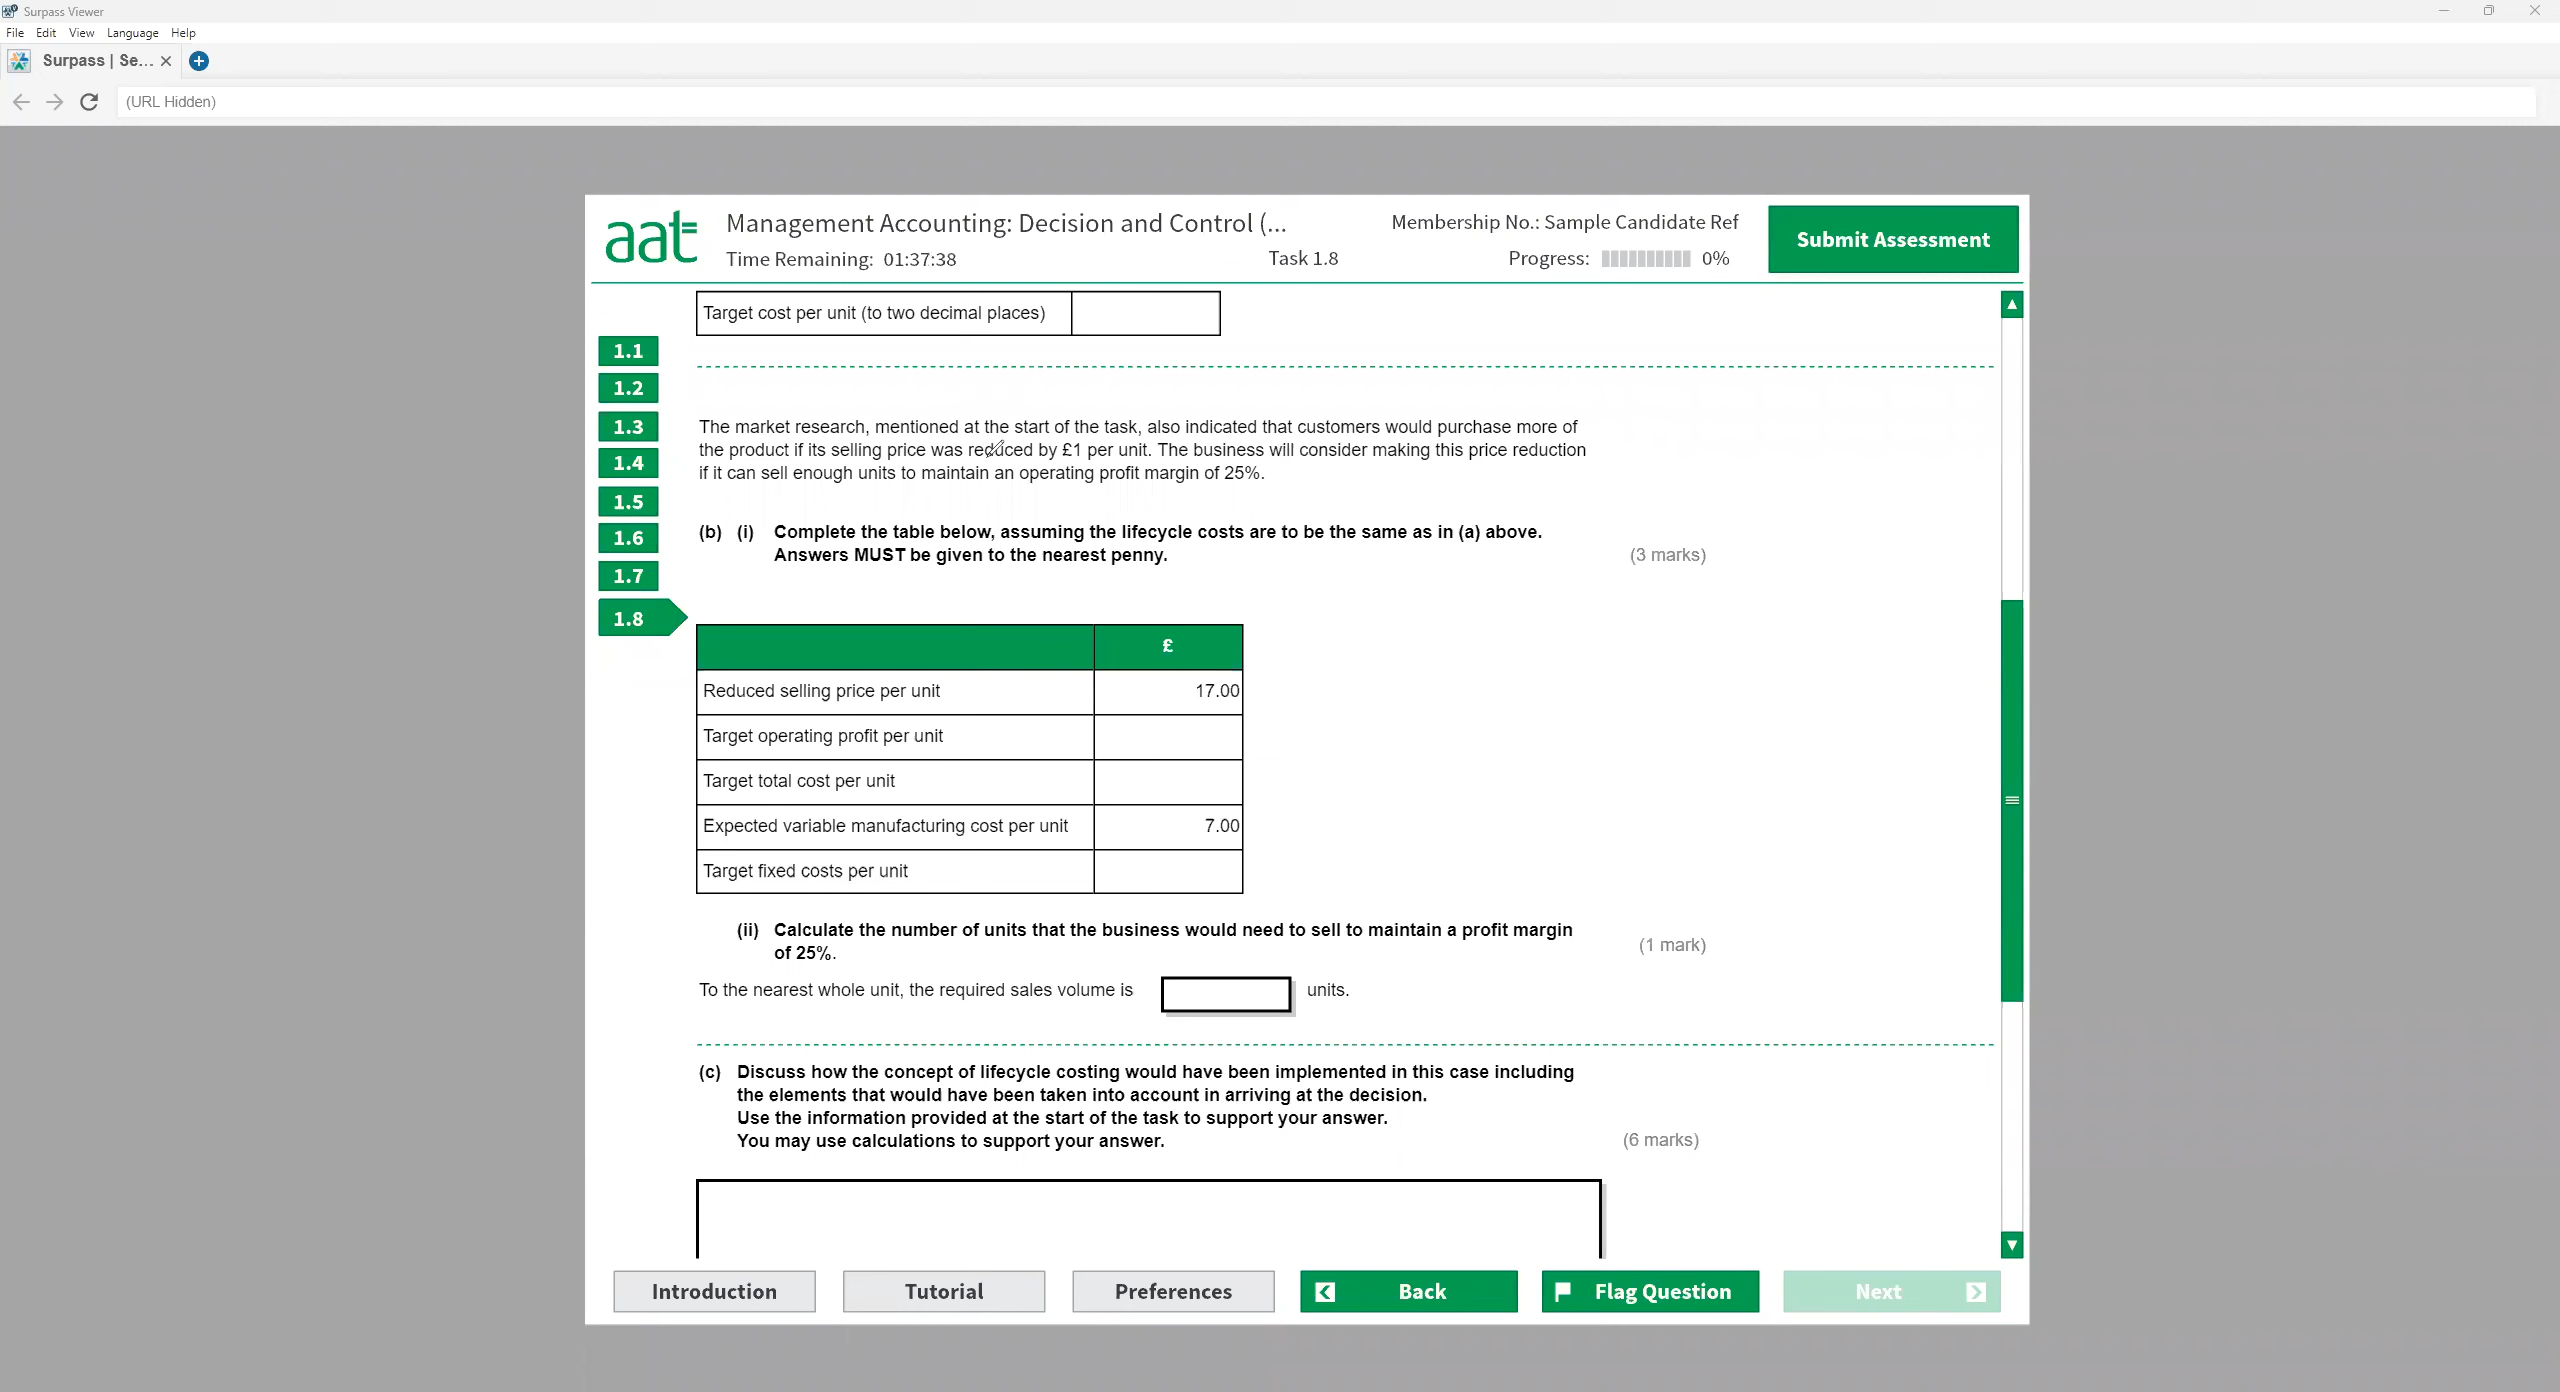 Surpass Viewer
File Edit View Language Help
Surpass | Se...
(URL Hidden)
aat
Management Accounting: Decision and Control (...
Membership No.: Sample Candidate Ref
Submit Assessment
Time Remaining: 01:37:38
Task 1.8
Progress: 0%
Target cost per unit (to two decimal places)
1.1
1.2
1.3
1.4
1.5
1.6
1.7
1.8
The market research, mentioned at the start of the task, also indicated that customers would purchase more of
the product if its selling price was reduced by £1 per unit. The business will consider making this price reduction
if it can sell enough units to maintain an operating profit margin of 25%.
(b) (i) Complete the table below, assuming the lifecycle costs are to be the same as in (a) above.
Answers MUST be given to the nearest penny.
(3 marks)
£
Reduced selling price per unit 17.00
Target operating profit per unit
Target total cost per unit
Expected variable manufacturing cost per unit 7.00
Target fixed costs per unit
(ii) Calculate the number of units that the business would need to sell to maintain a profit margin
of 25%.
(1 mark)
To the nearest whole unit, the required sales volume is units.
(c) Discuss how the concept of lifecycle costing would have been implemented in this case including
the elements that would have been taken into account in arriving at the decision.
Use the information provided at the start of the task to support your answer.
You may use calculations to support your answer.
(6 marks)
Introduction Tutorial Preferences Back Flag Question Next